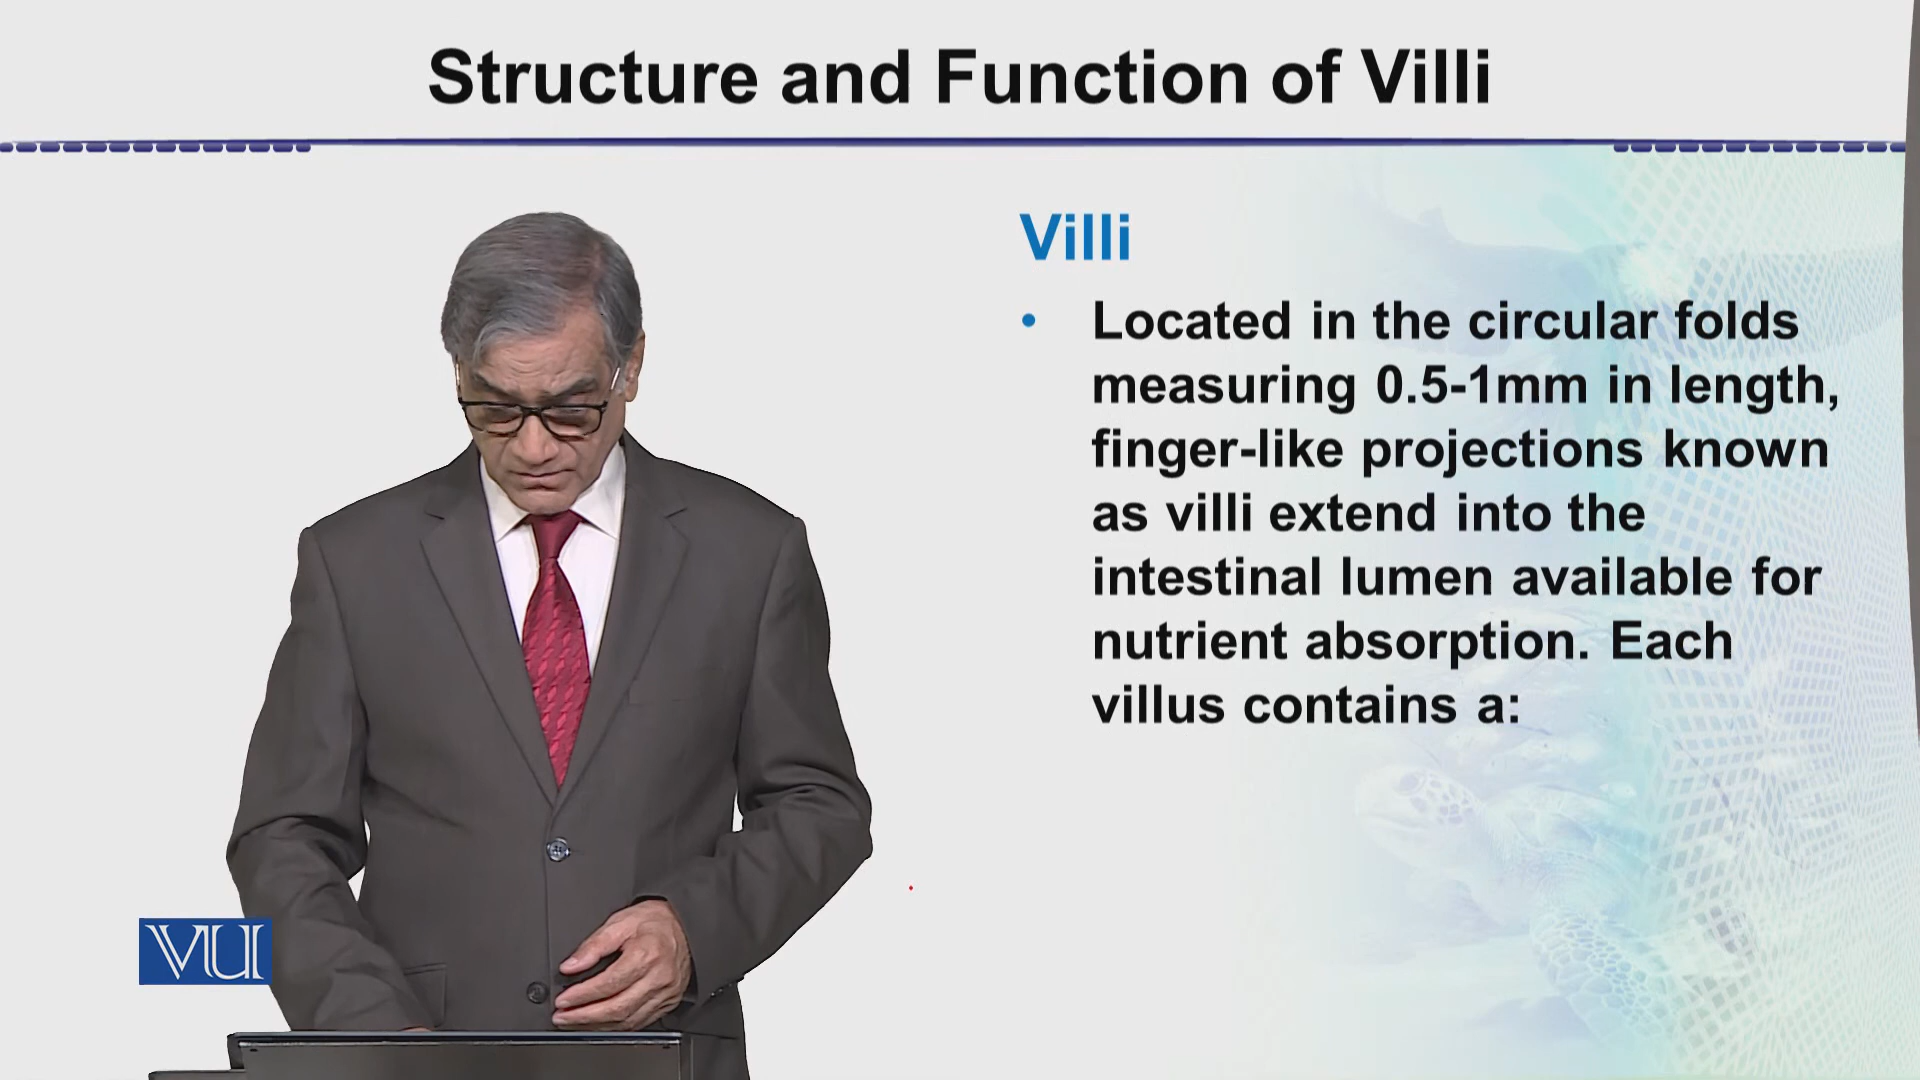 Structure and Function of Villi
Villi
• Located in the circular folds
measuring 0.5-1mm in length,
finger-like projections known
as villi extend into the
intestinal lumen available for
nutrient absorption. Each
villus contains a:
VU